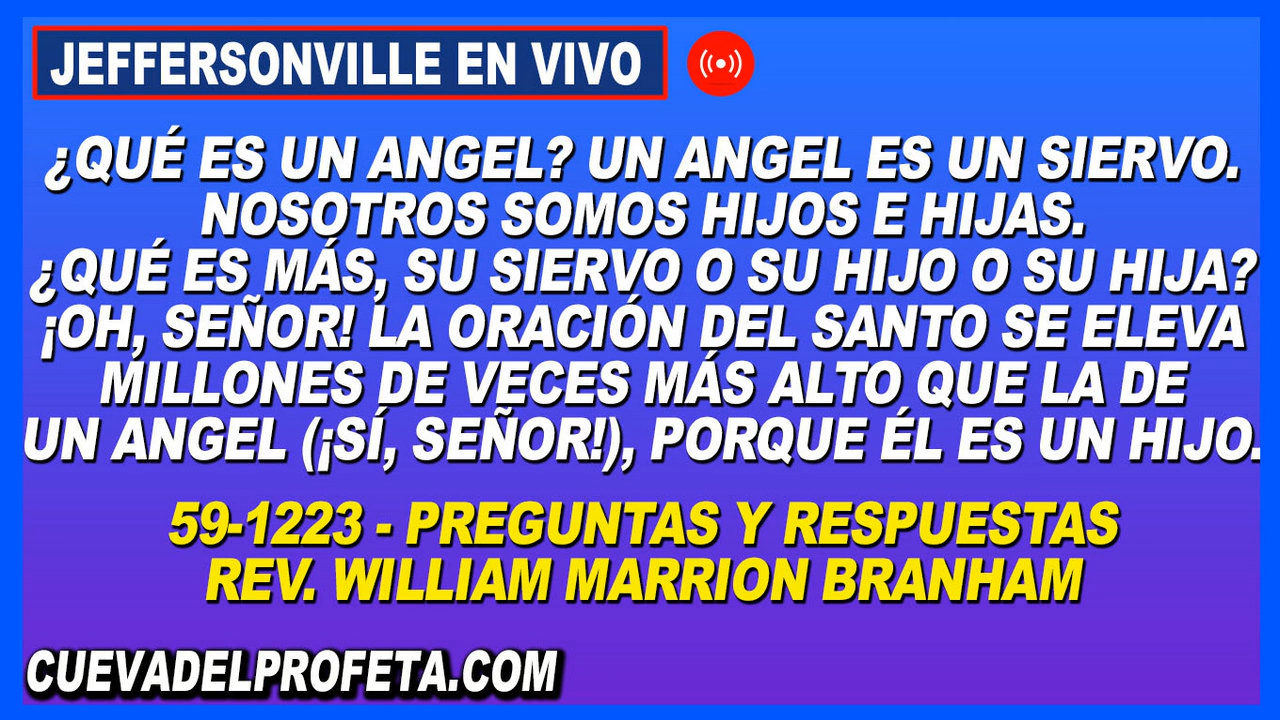 JEFFERSONVILLE EN VIVO
¿QUÉ ES UN ANGEL? UN ANGEL ES UN SIERVO.
NOSOTROS SOMOS HIJOS E HIJAS.
¿QUÉ ES MÁS, SU SIERVO O SU HIJO O SU HIJA?
¡OH, SEÑOR! LA ORACIÓN DEL SANTO SE ELEVA
MILLONES DE VECES MÁS ALTO QUE LA DE
UN ANGEL (¡SÍ, SEÑOR!), PORQUE ÉL ES UN HIJO.
59-1223 - PREGUNTAS Y RESPUESTAS
REV. WILLIAM MARRION BRANHAM
CUEVADELPROFETA.COM